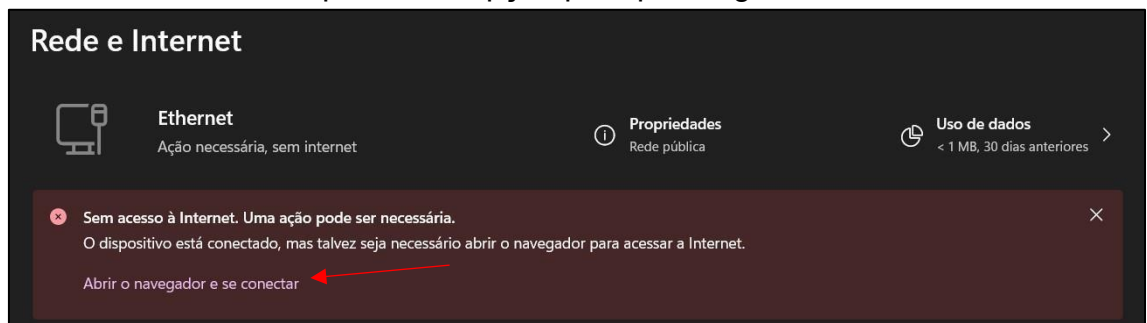 Rede e Internet
Ethernet
Ação necessária, sem internet
Propriedades
Rede pública
Uso de dados
< 1 MB, 30 dias anteriores
Sem acesso à Internet. Uma ação pode ser necessária.
O dispositivo está conectado, mas talvez seja necessário abrir o navegador para acessar a Internet.
Abrir o navegador e se conectar